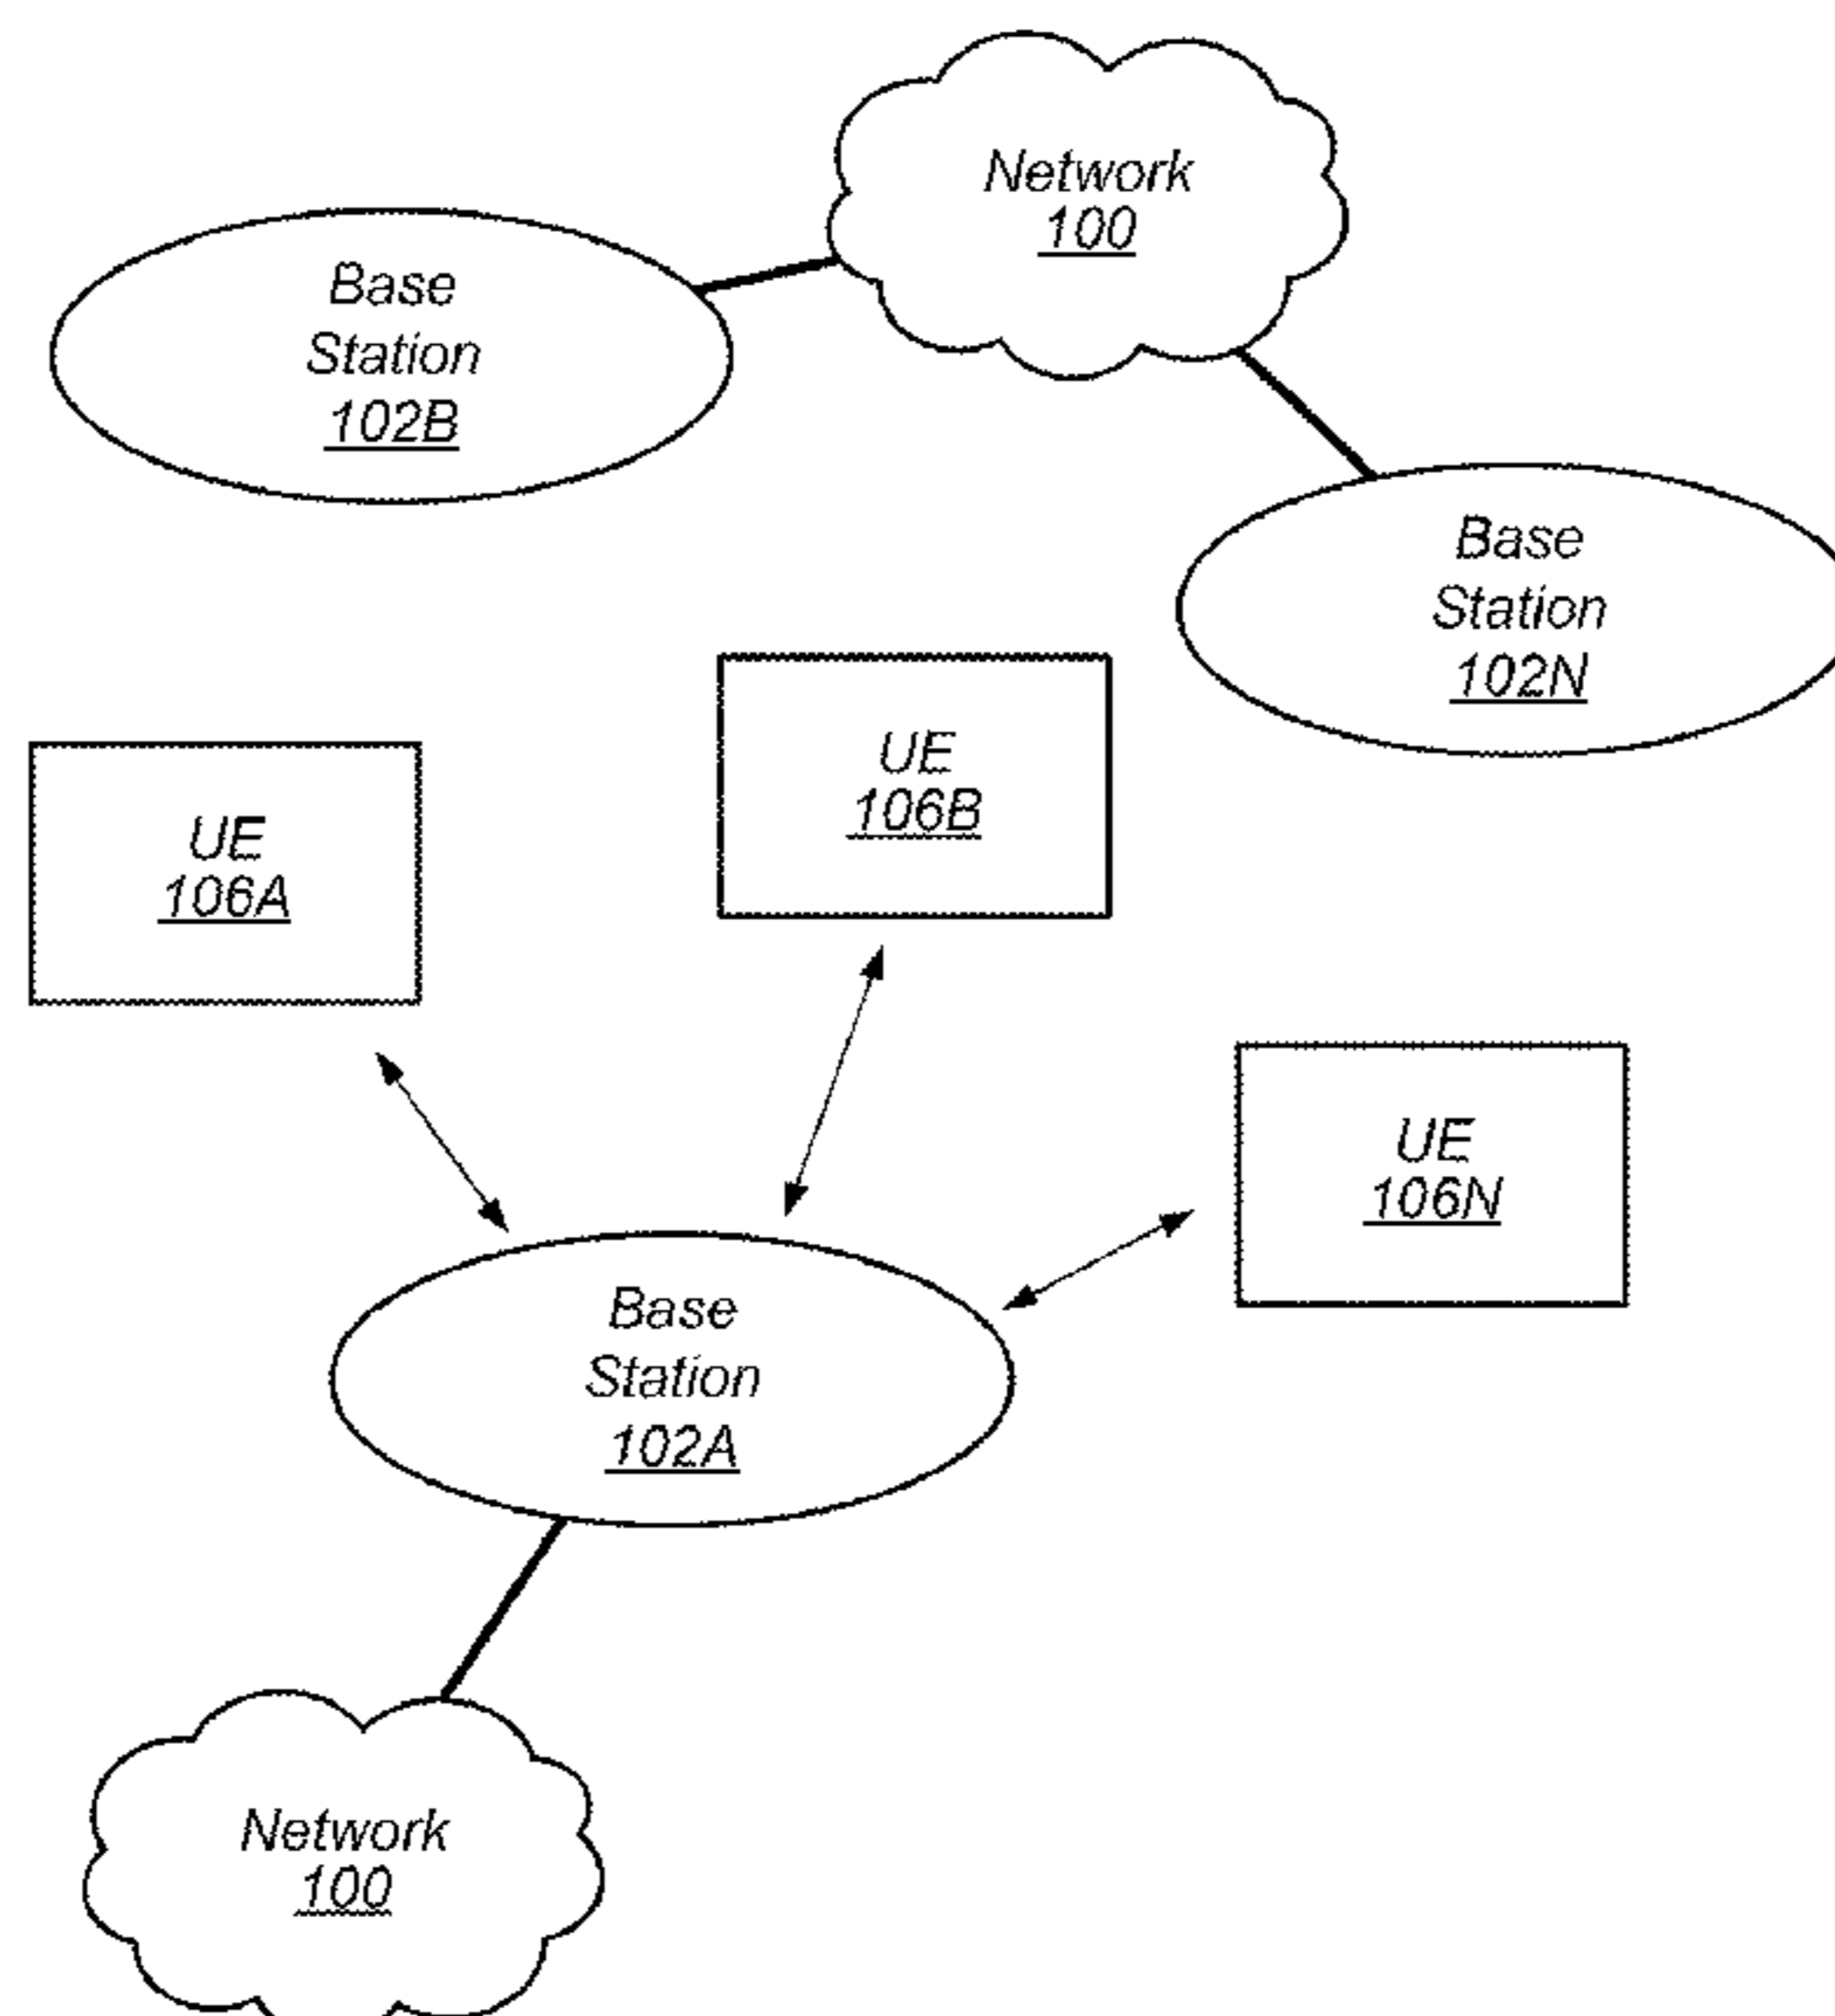 Network
100
Base
Station
102B
Base
Station
102N
UE
106B
UE
106A
UE
106N
Base
Station
102A
Network
100